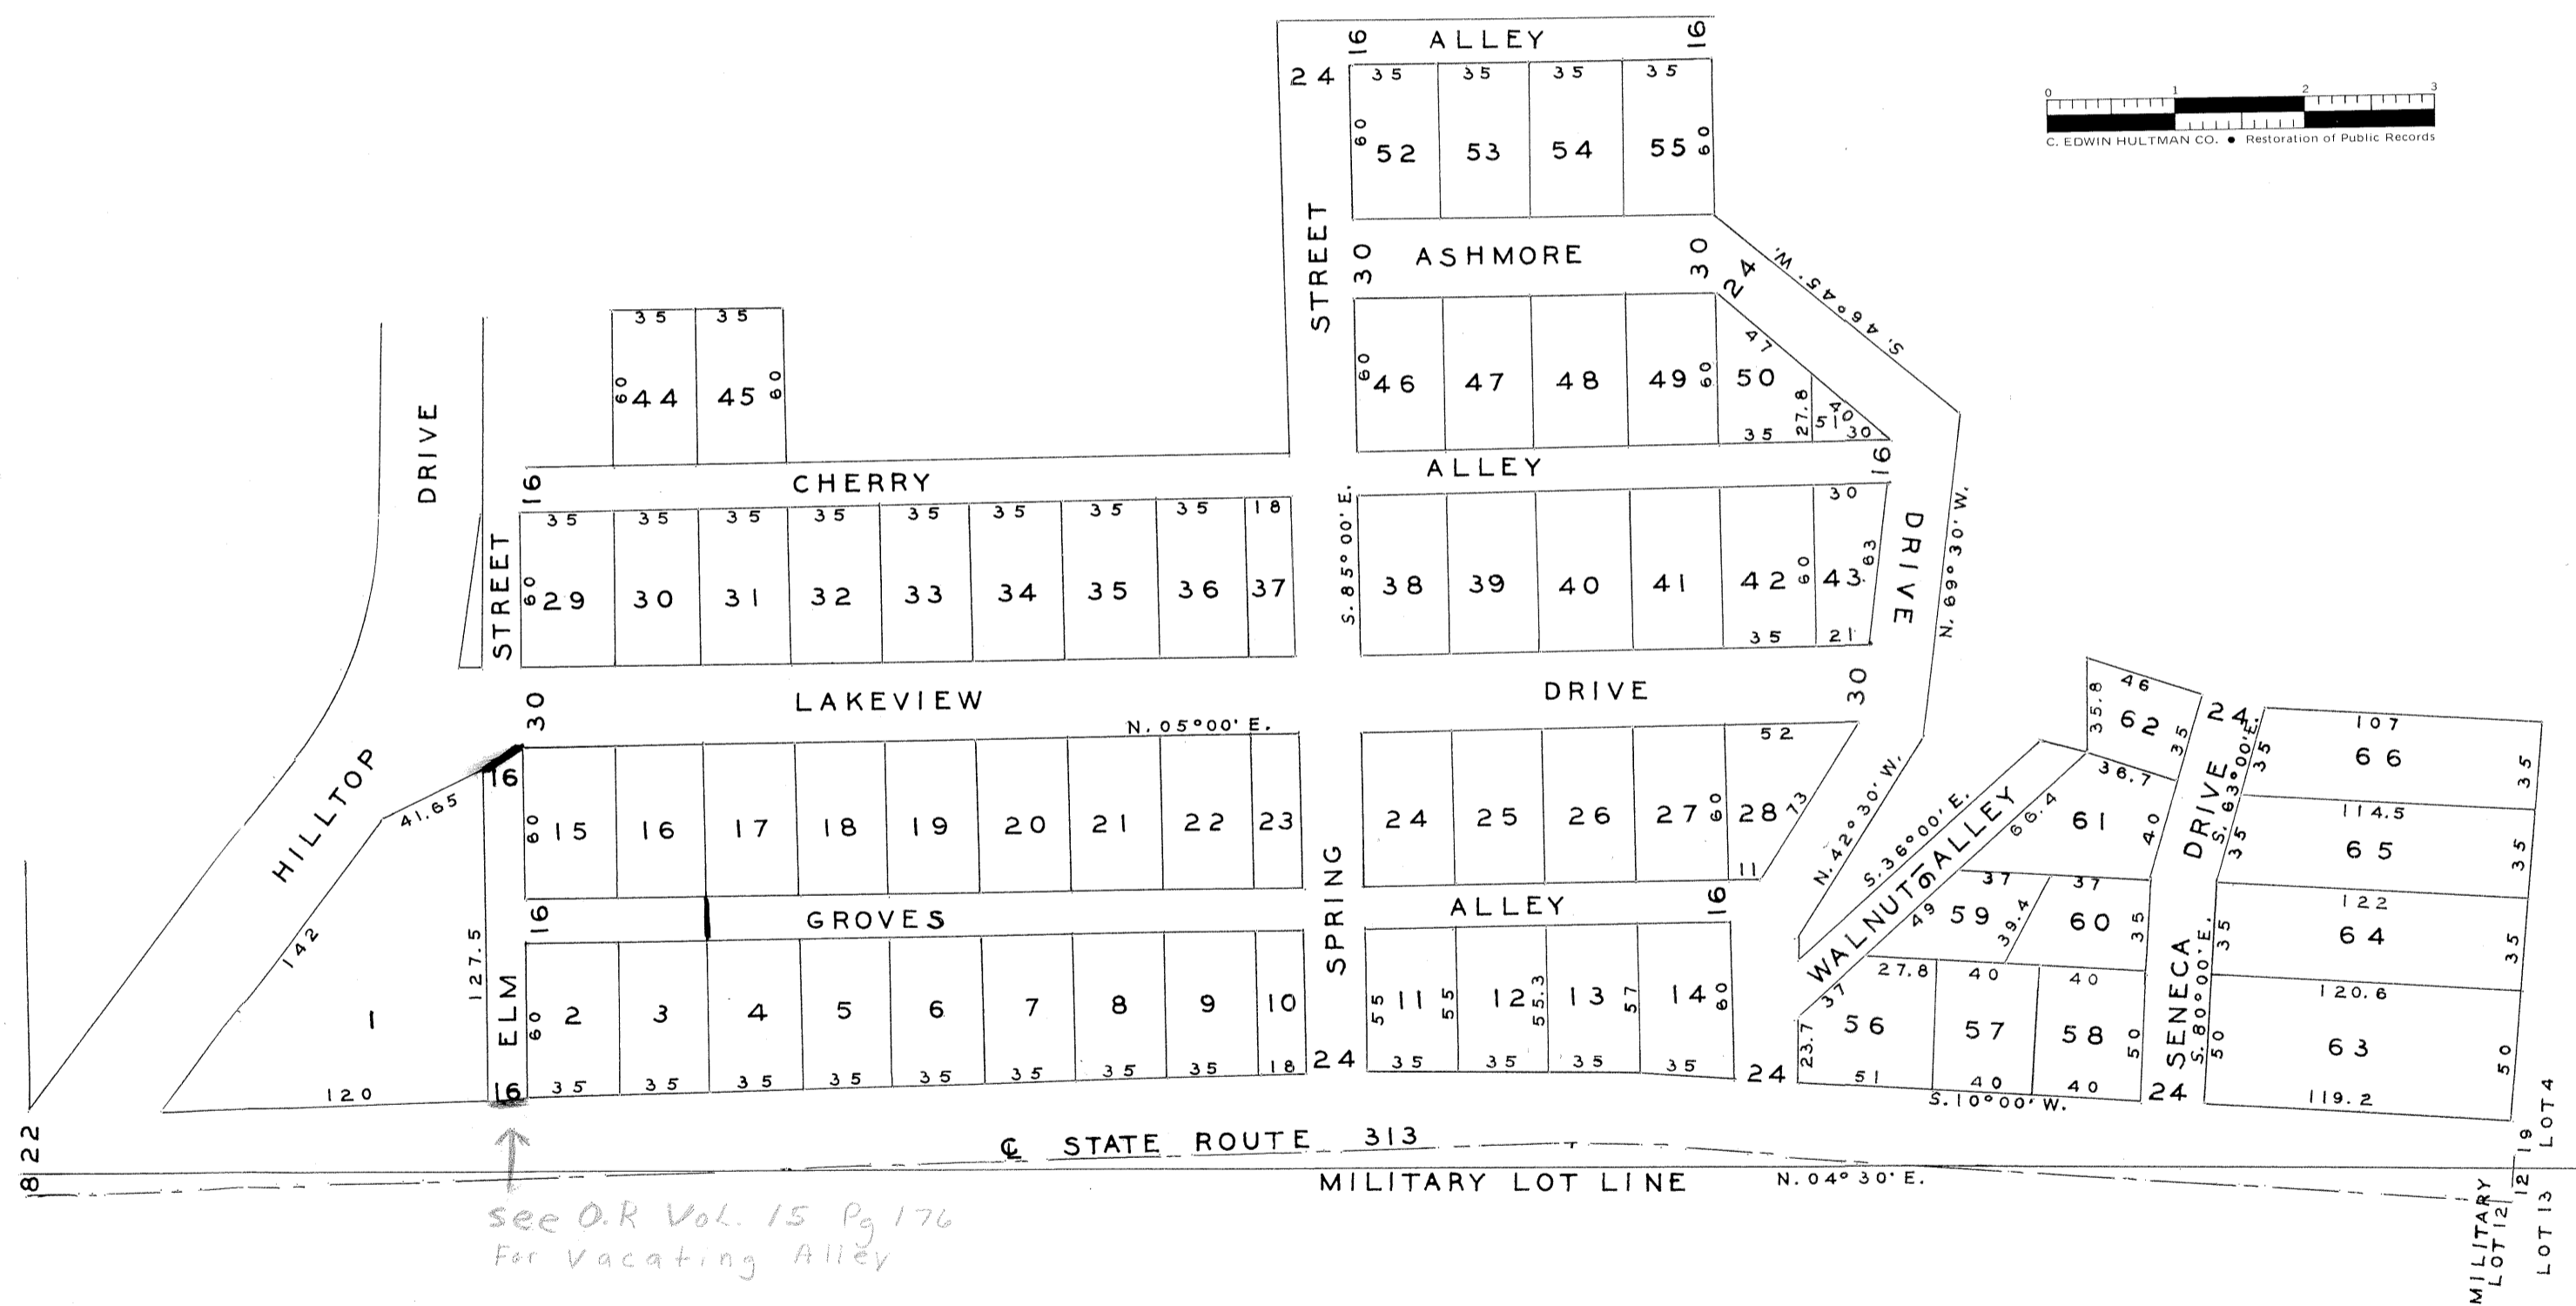 16 ALLEY 16
24 35 35 35 35
60 52 53 54 55 60
0 1 2 3
C. EDWIN HULTMAN CO. ● Restoration of Public Records
STREET
30 ASHMORE 30
24 S. 46°45' W.
35 35
60 44 45 60
60 46 47 48 49 60 50 47
35 27.8 51 40 30
DRIVE
16 CHERRY ALLEY 16
35 35 35 35 35 35 35 35 18
STREET
60 29 30 31 32 33 34 35 36 37
S. 85°00' E.
38 39 40 41 42 60 43 63
30
35 21
DRIVE
N. 69°30' W.
30 LAKEVIEW DRIVE 30
N. 05°00' E.
HILLTOP
41.65
16
60 15 16 17 18 19 20 21 22 23
24 25 26 27 60 28 73
52
11
N. 42°30' W.
S. 36°00' E.
WALNUT 16 ALLEY
66.4
46
35.8 62 35
36.7
61 40
24
DRIVE
S. 63°00' E.
107
35 66 35
114.5
35 65 35
122
35 64 35
120.6
50 63 50
119.2
16 GROVES ALLEY 16
SPRING
142
127.5
1
120
ELM
16
60 2 3 4 5 6 7 8 9 10
35 35 35 35 35 35 35 35 18
24
55 11 55 12 55.3 13 57 14 60
35 35 35 35
24
37 37
49 59 39.4 60 35
37 27.8 40 40
23.7 56 57 58 50
51 40 40
S. 10°00' W.
SENECA
S. 80°00' E.
24
822
℄ STATE ROUTE 313
MILITARY LOT LINE N. 04°30' E.
19 LOT 4
12
MILITARY
LOT 12
LOT 13
see O.R Vol. 15 Pg 176
For Vacating Alley